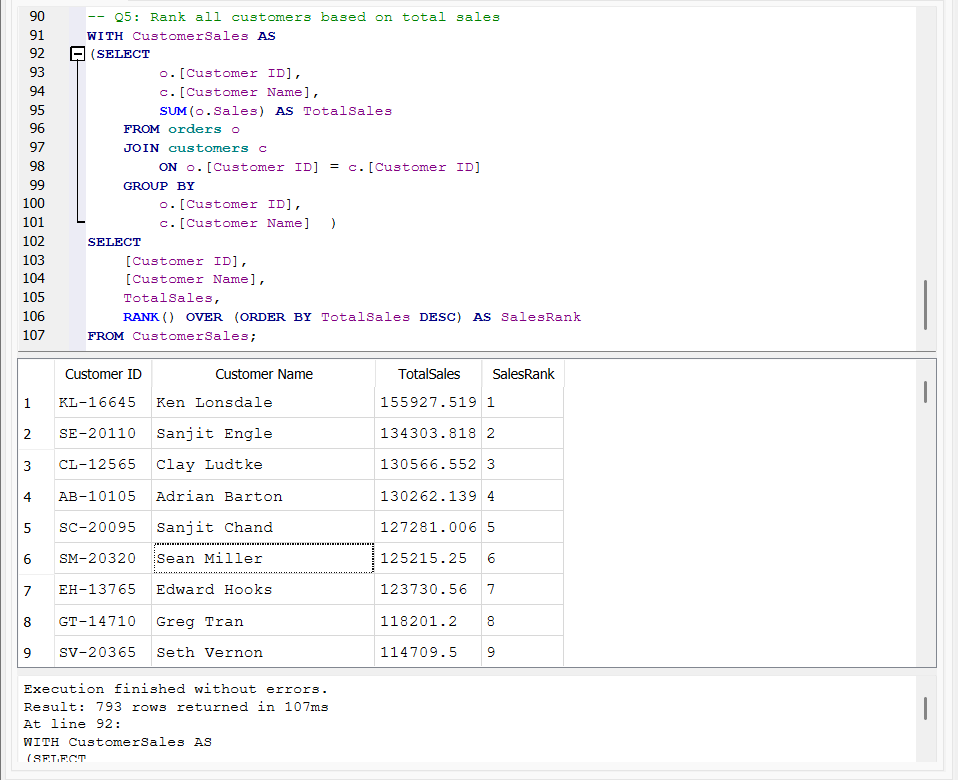 90 -- Q5: Rank all customers based on total sales
91 WITH CustomerSales AS
92 (SELECT
93 o.[Customer ID],
94 c.[Customer Name],
95 SUM(o.Sales) AS TotalSales
96 FROM orders o
97 JOIN customers c
98 ON o.[Customer ID] = c.[Customer ID]
99 GROUP BY
100 o.[Customer ID],
101 c.[Customer Name] )
102 SELECT
103 [Customer ID],
104 [Customer Name],
105 TotalSales,
106 RANK() OVER (ORDER BY TotalSales DESC) AS SalesRank
107 FROM CustomerSales;
Customer ID Customer Name TotalSales SalesRank
1 KL-16645 Ken Lonsdale 155927.519 1
2 SE-20110 Sanjit Engle 134303.818 2
3 CL-12565 Clay Ludtke 130566.552 3
4 AB-10105 Adrian Barton 130262.139 4
5 SC-20095 Sanjit Chand 127281.006 5
6 SM-20320 Sean Miller 125215.25 6
7 EH-13765 Edward Hooks 123730.56 7
8 GT-14710 Greg Tran 118201.2 8
9 SV-20365 Seth Vernon 114709.5 9
Execution finished without errors.
Result: 793 rows returned in 107ms
At line 92:
WITH CustomerSales AS
(SELECT